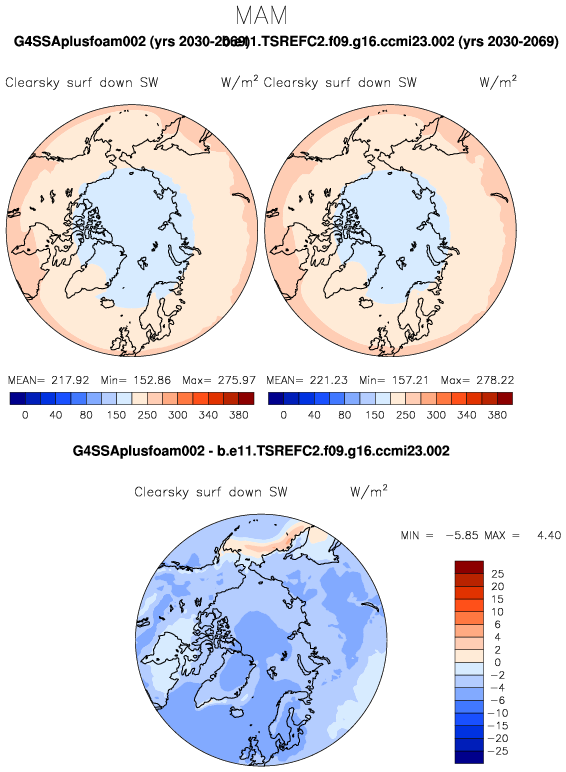 MAM
G4SSAplusfoam002 (yrs 2030-2069) b.e11.TSREFC2.f09.g16.ccmi23.002 (yrs 2030-2069)
Clearsky surf down SW W/m² Clearsky surf down SW W/m²
MEAN= 217.92 Min= 152.86 Max= 275.97 MEAN= 221.23 Min= 157.21 Max= 278.22
0 40 80 150 250 300 340 380 0 40 80 150 250 300 340 380
G4SSAplusfoam002 - b.e11.TSREFC2.f09.g16.ccmi23.002
Clearsky surf down SW W/m²
MIN = -5.85 MAX = 4.40
25
20
15
10
6
4
2
0
-2
-4
-6
-10
-15
-20
-25